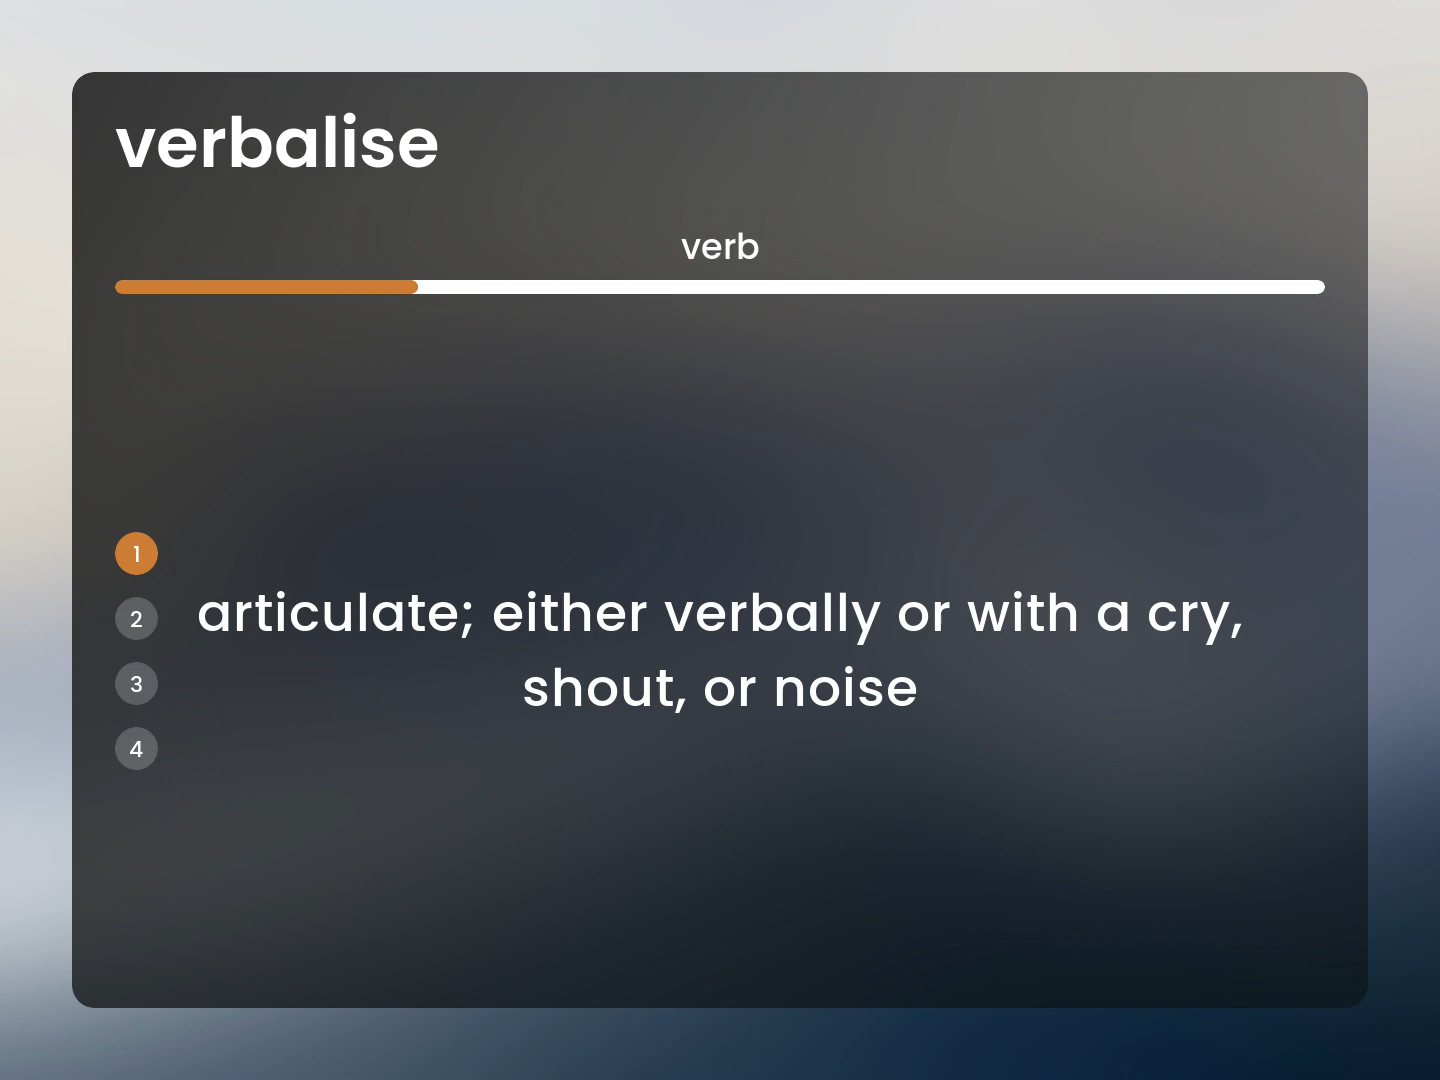 verbalise
verb
1
2
3
4
articulate; either verbally or with a cry,
shout, or noise